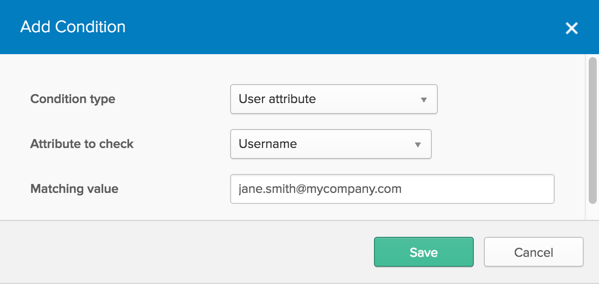 Add Condition
Condition type User attribute
Attribute to check Username
Matching value jane.smith@mycompany.com
Save Cancel